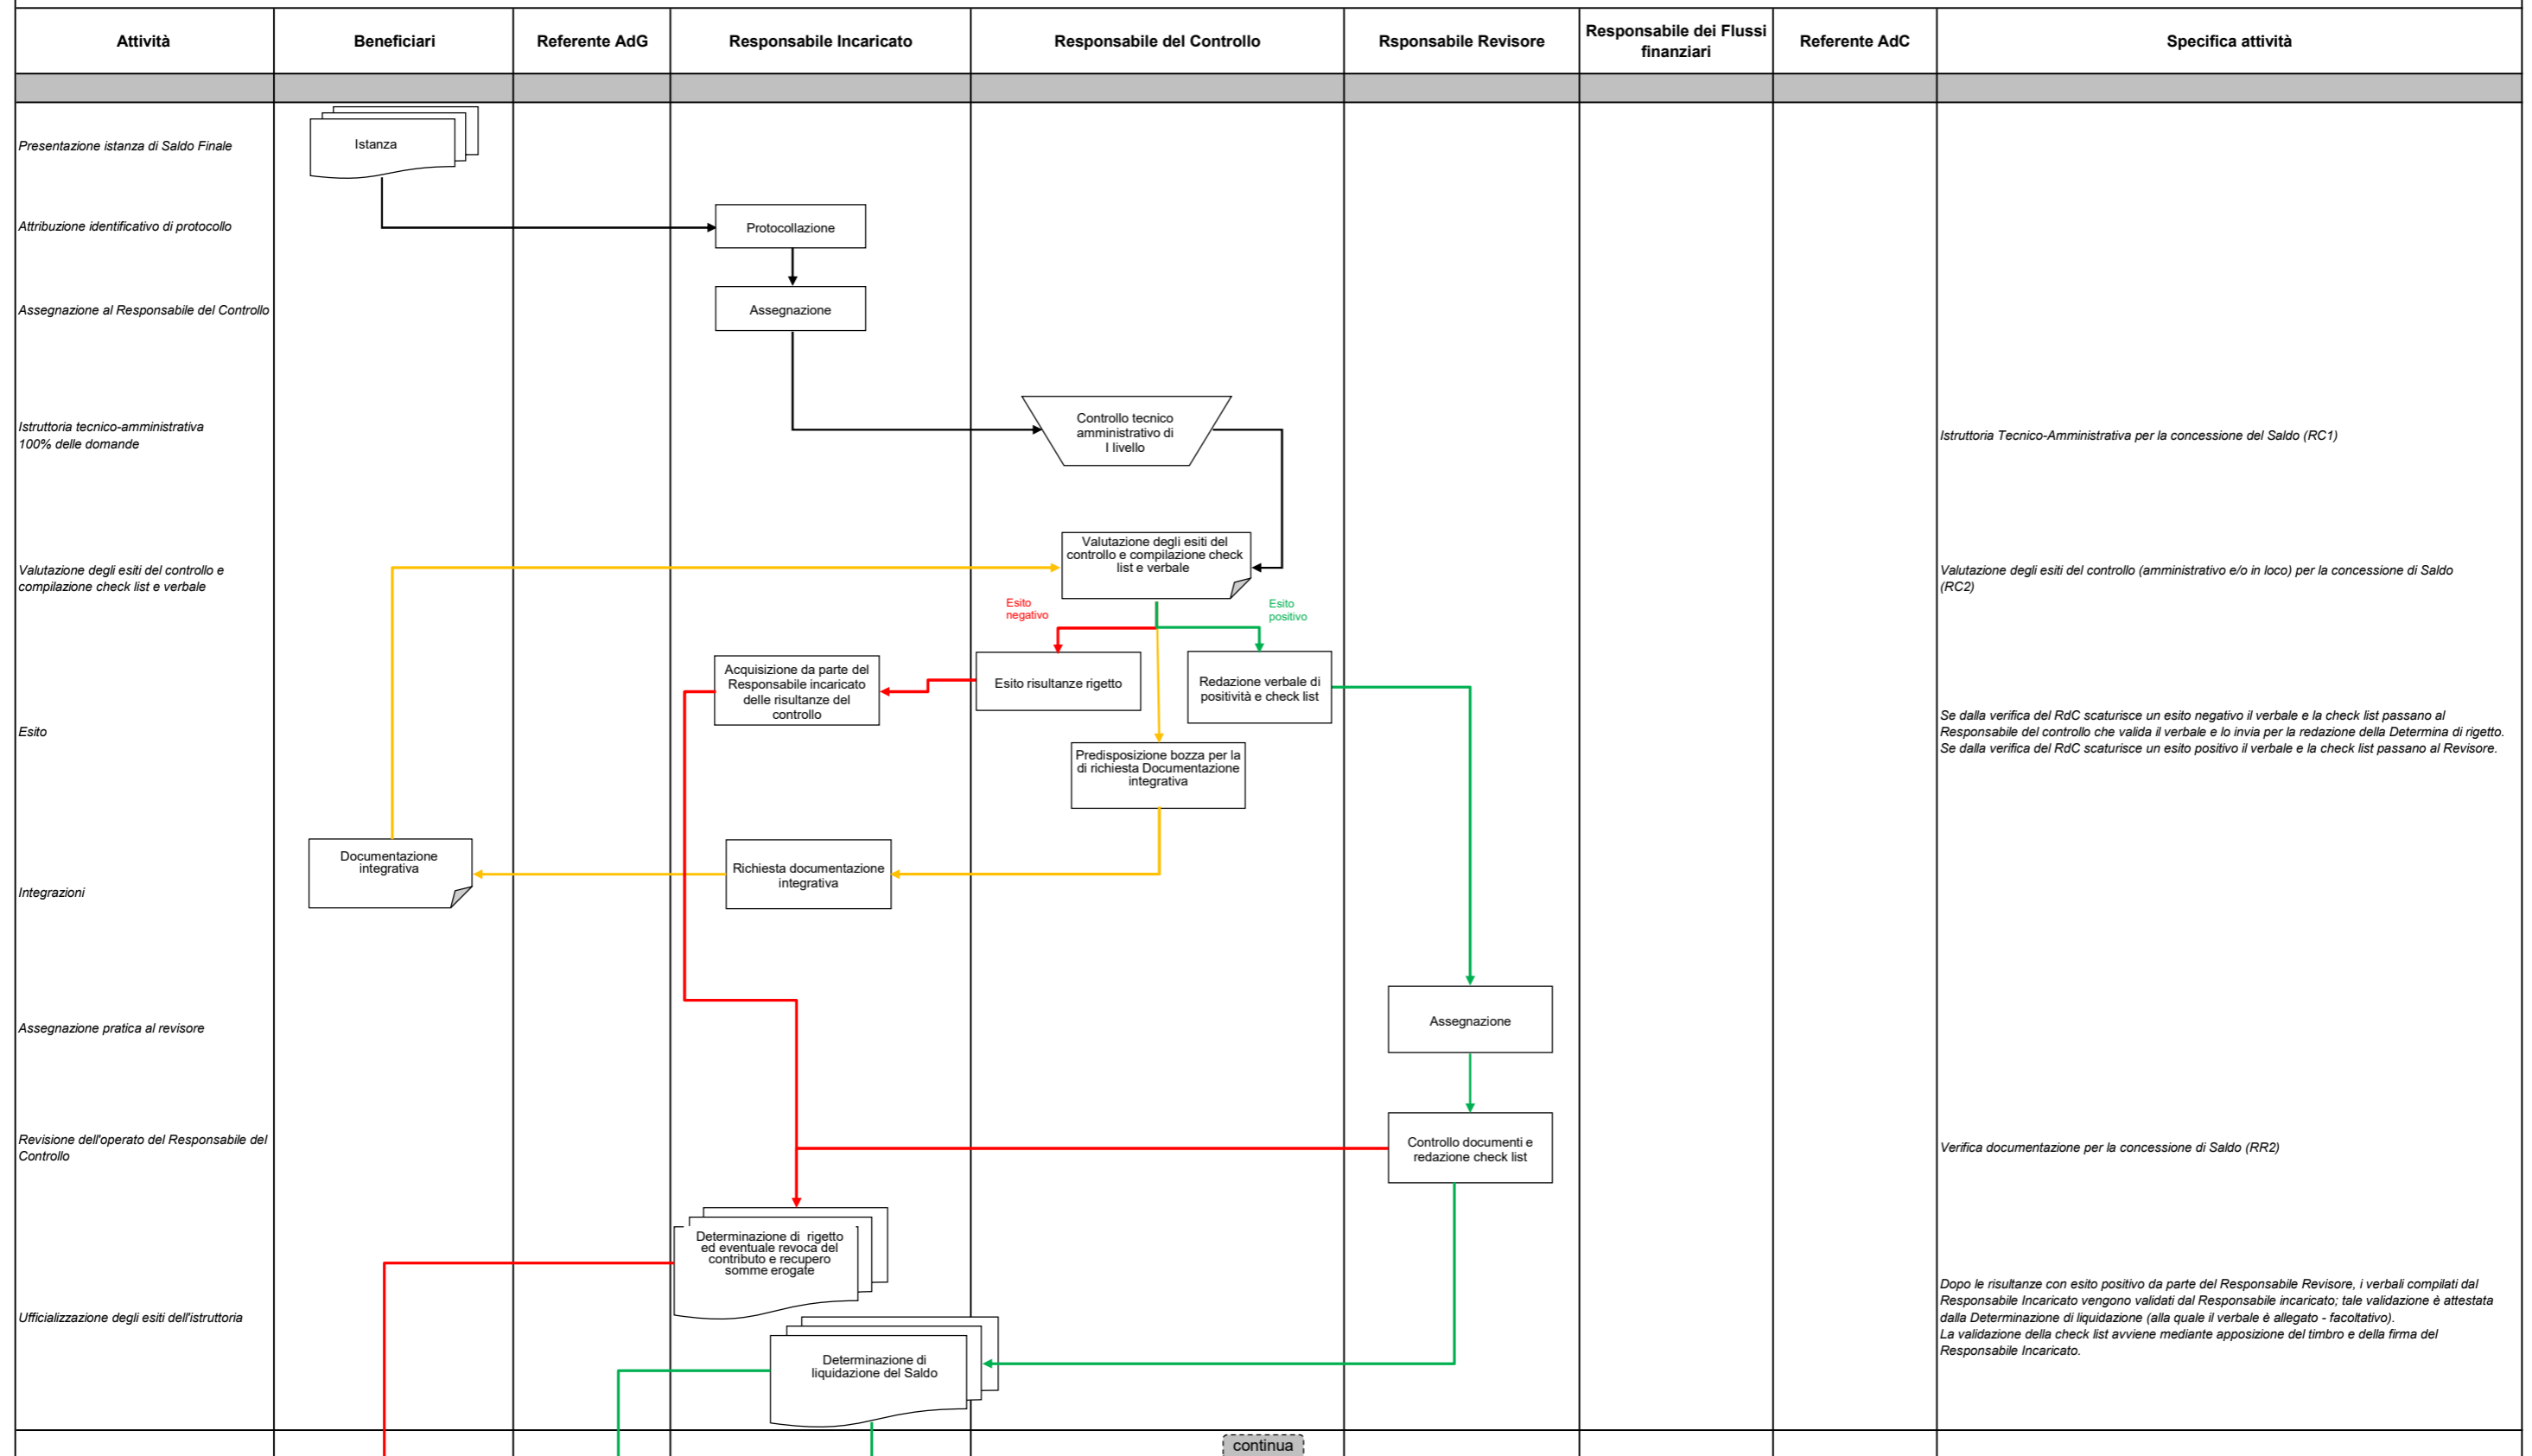 Attività
Beneficiari
Referente AdG
Responsabile Incaricato
Responsabile del Controllo
Rsponsabile Revisore
Responsabile dei Flussi
finanziari
Referente AdC
Specifica attività
Presentazione istanza di Saldo Finale
Istanza
Attribuzione identificativo di protocollo
Protocollazione
Assegnazione al Responsabile del Controllo
Assegnazione
Istruttoria tecnico-amministrativa
100% delle domande
Controllo tecnico
amministrativo di
I livello
Istruttoria Tecnico-Amministrativa per la concessione del Saldo (RC1)
Valutazione degli esiti del controllo e
compilazione check list e verbale
Valutazione degli esiti del
controllo e compilazione check
list e verbale
Valutazione degli esiti del controllo (amministrativo e/o in loco) per la concessione di Saldo
(RC2)
Esito
negativo
Esito
positivo
Esito
Acquisizione da parte del
Responsabile incaricato
delle risultanze del
controllo
Esito risultanze rigetto
Redazione verbale di
positività e check list
Predisposizione bozza per la
di richiesta Documentazione
integrativa
Se dalla verifica del RdC scaturisce un esito negativo il verbale e la check list passano al
Responsabile del controllo che valida il verbale e lo invia per la redazione della Determina di rigetto.
Se dalla verifica del RdC scaturisce un esito positivo il verbale e la check list passano al Revisore.
Integrazioni
Documentazione
integrativa
Richiesta documentazione
integrativa
Assegnazione pratica al revisore
Assegnazione
Revisione dell'operato del Responsabile del
Controllo
Controllo documenti e
redazione check list
Verifica documentazione per la concessione di Saldo (RR2)
Ufficializzazione degli esiti dell'istruttoria
Determinazione di rigetto
ed eventuale revoca del
contributo e recupero
somme erogate
Determinazione di
liquidazione del Saldo
Dopo le risultanze con esito positivo da parte del Responsabile Revisore, i verbali compilati dal
Responsabile Incaricato vengono validati dal Responsabile incaricato; tale validazione è attestata
dalla Determinazione di liquidazione (alla quale il verbale è allegato - facoltativo).
La validazione della check list avviene mediante apposizione del timbro e della firma del
Responsabile Incaricato.
continua